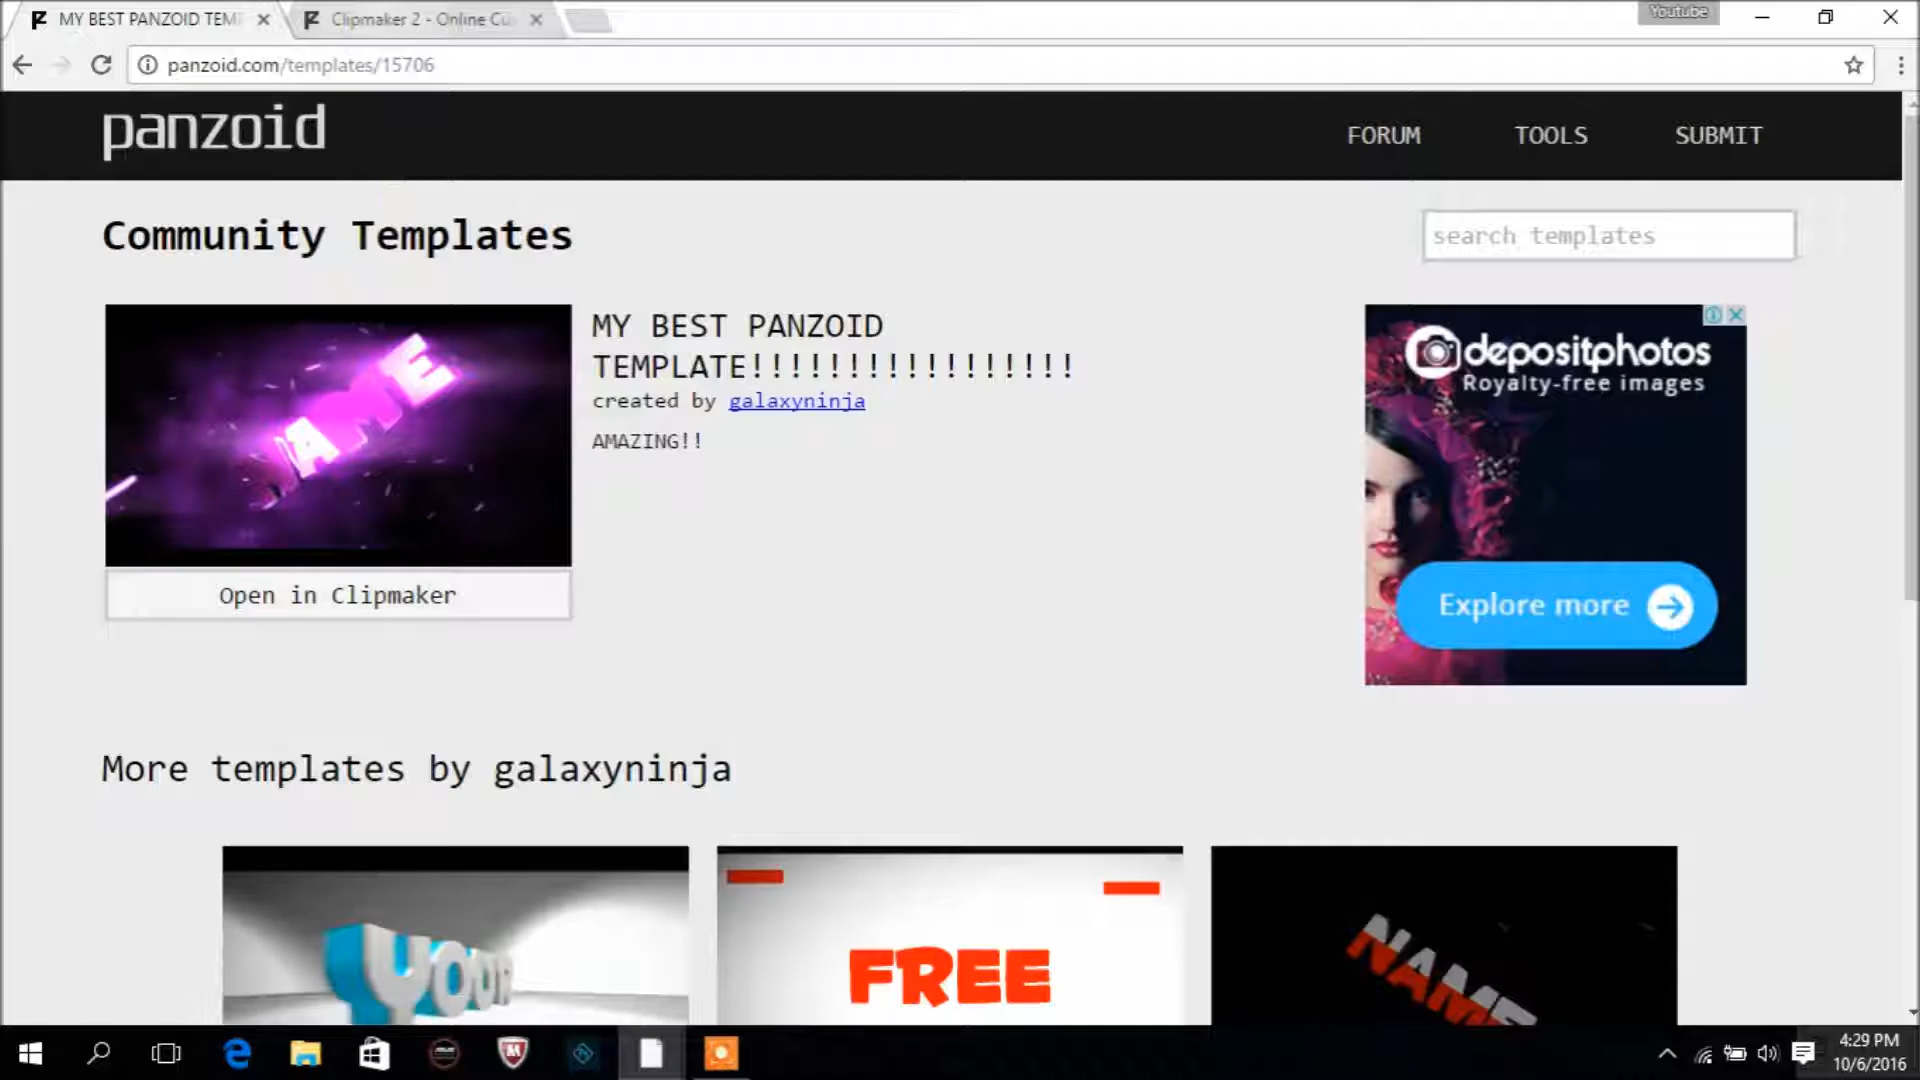 MY BEST PANZOID TEM
Clipmaker 2 - Online Cu
Youtube
panzoid.com/templates/15706
panzoid
FORUM
TOOLS
SUBMIT
Community Templates
search templates
NAME
MY BEST PANZOID
TEMPLATE!!!!!!!!!!!!!!!!!
created by galaxyninja
AMAZING!!
Open in Clipmaker
depositphotos
Royalty-free images
Explore more
More templates by galaxyninja
YOUR
FREE
NAME
4:29 PM
10/6/2016